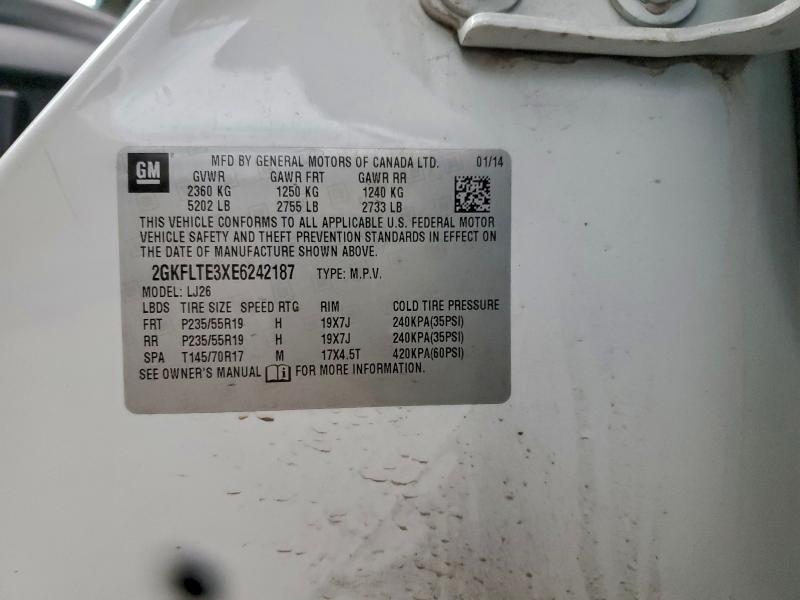 GM MFD BY GENERAL MOTORS OF CANADA LTD. 01/14
GVWR GAWR FRT GAWR RR
2360 KG 1250 KG 1240 KG
5202 LB 2755 LB 2733 LB
THIS VEHICLE CONFORMS TO ALL APPLICABLE U.S. FEDERAL MOTOR
VEHICLE SAFETY AND THEFT PREVENTION STANDARDS IN EFFECT ON
THE DATE OF MANUFACTURE SHOWN ABOVE.
2GKFLTE3XE6242187 TYPE: M.P.V.
MODEL: LJ26
LBDS TIRE SIZE SPEED RTG RIM COLD TIRE PRESSURE
FRT P235/55R19 H 19X7J 240KPA(35PSI)
RR P235/55R19 H 19X7J 240KPA(35PSI)
SPA T145/70R17 M 17X4.5T 420KPA(60PSI)
SEE OWNER'S MANUAL FOR MORE INFORMATION.